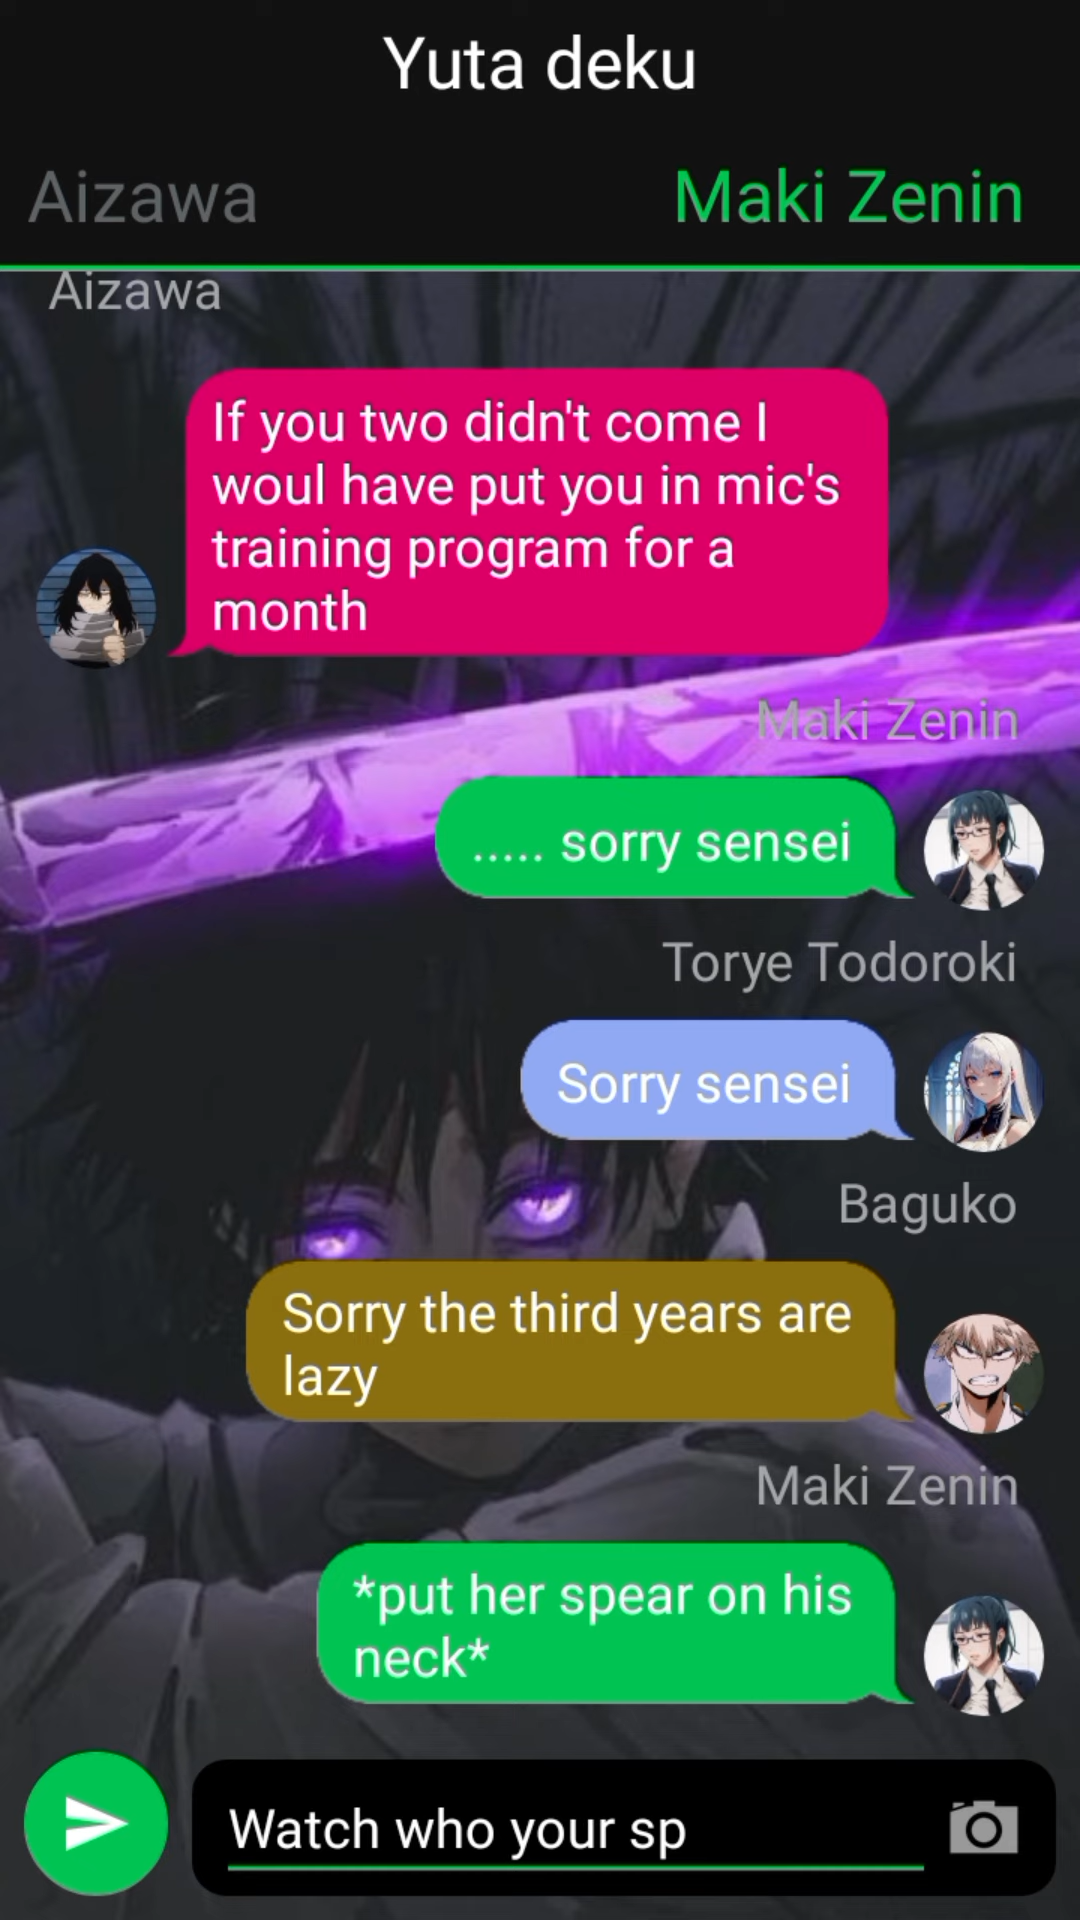 Yuta deku
Aizawa
Maki Zenin
Aizawa
If you two didn't come I
woul have put you in mic's
training program for a
month
Maki Zenin
..... sorry sensei
Torye Todoroki
Sorry sensei
Baguko
Sorry the third years are
lazy
Maki Zenin
*put her spear on his
neck*
Watch who your sp